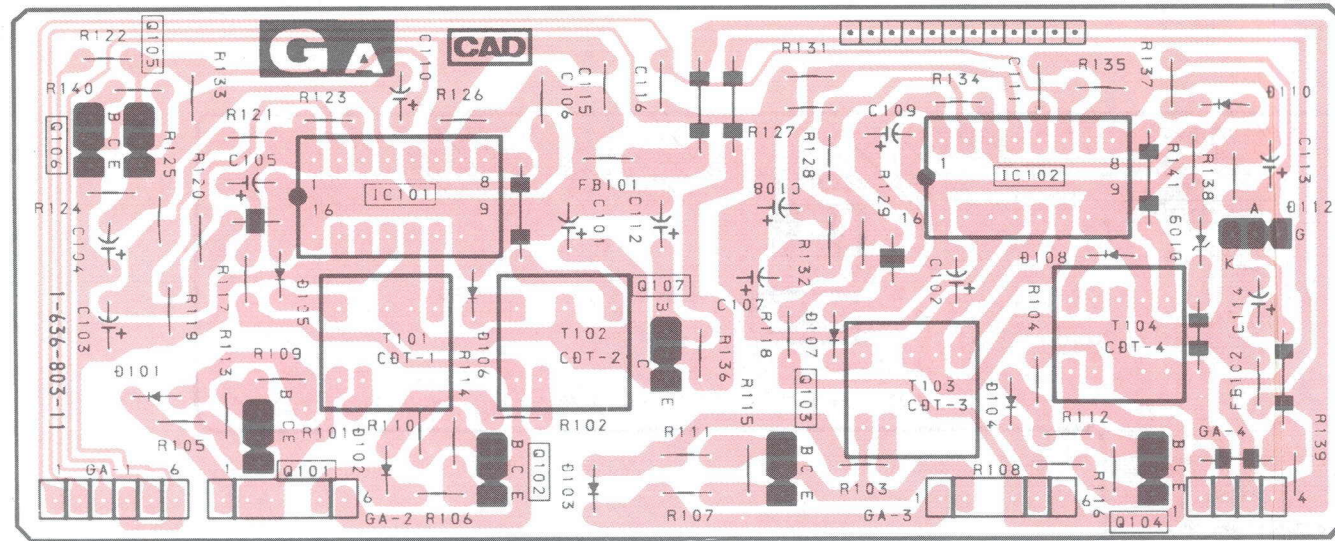 GA
CAD
R122
Q105
R133
R140
Q106
B
C
E
R125
R124
R121
R123
C110
R126
C106
C115
C116
R131
R127
R128
C109
R134
C111
R135
R137
D110
R120
C105
1
8
IC101
16
9
FB101
C101
C112
C108
R129
R132
1
8
IC102
16
9
R141
R138
C113
D112
A
G
K
D109
C104
C103
R119
R117
D105
T101
CDT-1
D106
T102
CDT-2
Q107
B
C
E
R136
C107
R118
D107
C102
D108
R104
T104
CDT-4
C114
FB102
1-636-803-11
D101
R113
R109
B
CE
R105
R101
R110
D102
R114
R102
Q103
T103
CDT-3
D104
R112
GA-4
R139
1
GA-1
6
1
Q101
6
GA-2
R106
B
C
E
Q102
D103
R111
R107
R115
B
C
E
R103
GA-3
1
R108
6
R116
B
C
E
Q104
1
4